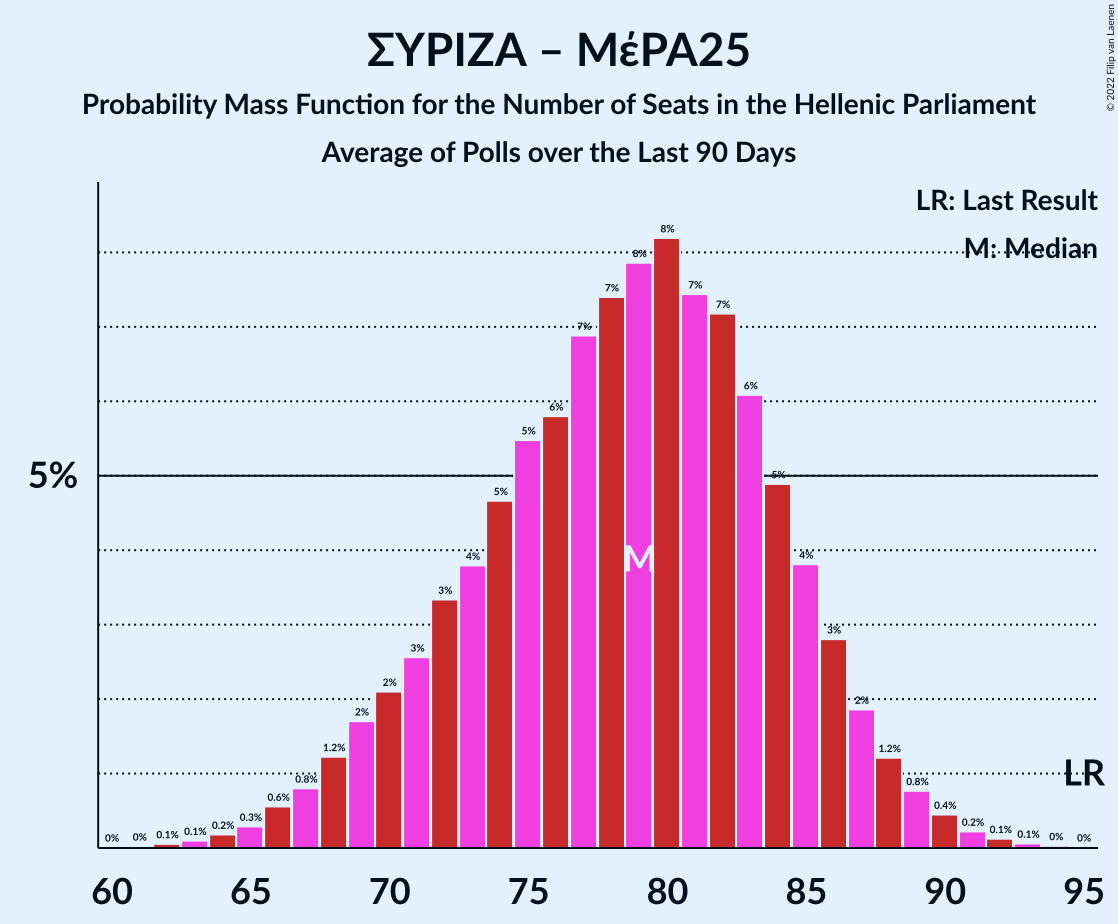 ΣΥΡΙΖΑ – ΜέΡΑ25
Probability Mass Function for the Number of Seats in the Hellenic Parliament
Average of Polls over the Last 90 Days
© 2022 Filip van Laenen
LR: Last Result
M: Median
5%
0% 0% 0.1% 0.1% 0.2% 0.3% 0.6% 0.8% 1.2% 2% 2% 3% 3% 4% 5% 5% 6% 7% 7% 8% 8% 7% 7% 6% 5% 4% 3% 2% 1.2% 0.8% 0.4% 0.2% 0.1% 0.1% 0% 0%
M
LR
60 65 70 75 80 85 90 95